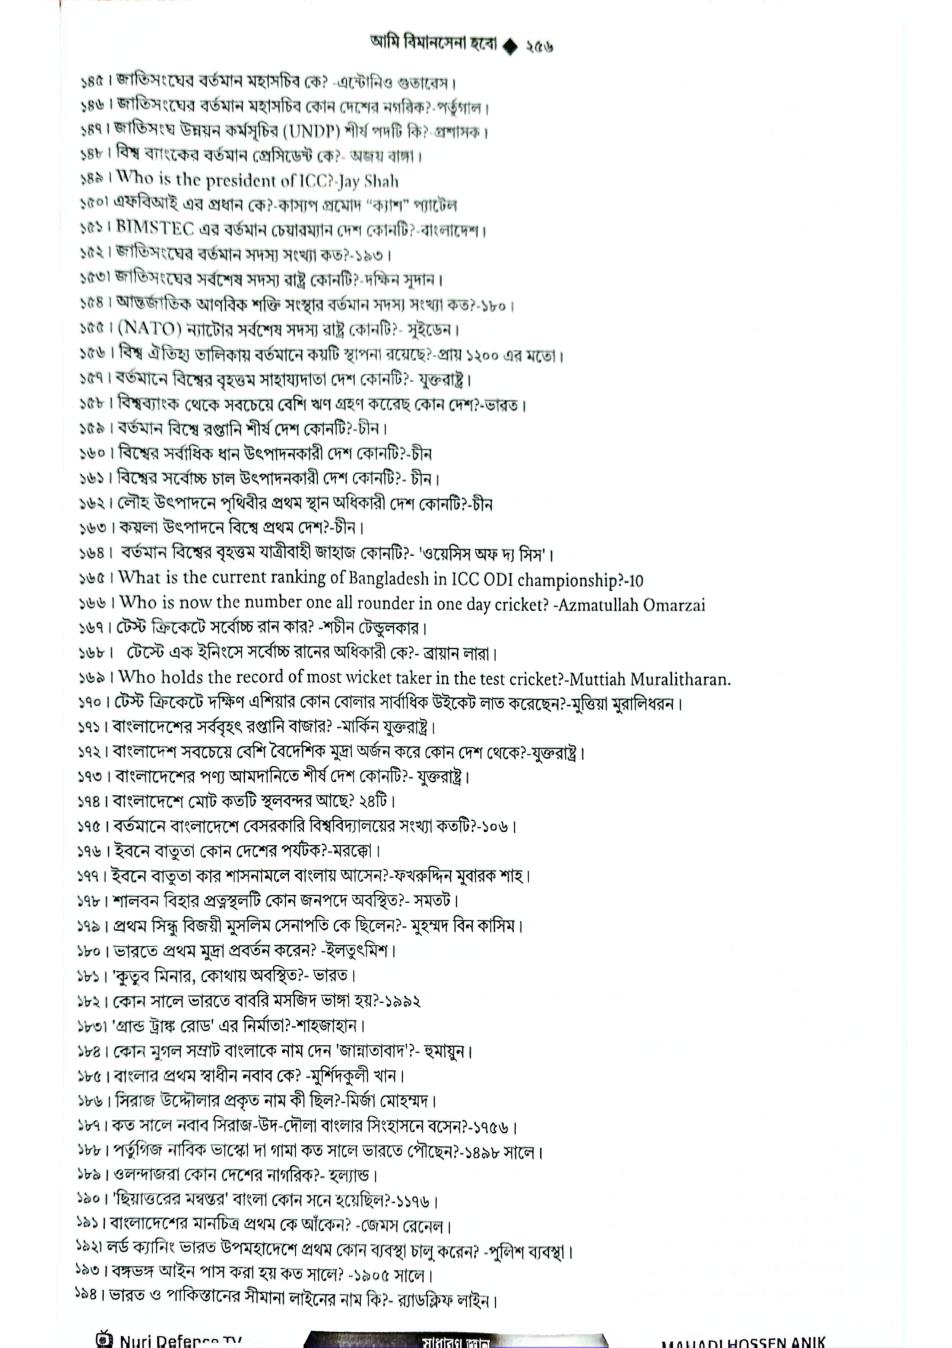 আমি বিমানসেনা হবো ◆ ২৫৬
১৪৫। জাতিসংঘের বর্তমান মহাসচিব কে? -এন্টোনিও গুতারেস।
১৪৬। জাতিসংঘের বর্তমান মহাসচিব কোন দেশের নগরিক?-পর্তুগাল।
১৪৭। জাতিসংঘ উন্নয়ন কর্মসূচির (UNDP) শীর্ষ পদটি কি?-প্রশাসক।
১৪৮। বিশ্ব ব্যাংকের বর্তমান প্রেসিডেন্ট কে?- অজয় বাঙ্গা।
১৪৯। Who is the president of ICC?-Jay Shah
১৫০। এফবিআই এর প্রধান কে?-কাস্যপ প্রমোদ “ক্যাশ” প্যাটেল
১৫১। BIMSTEC এর বর্তমান চেয়ারম্যান দেশ কোনটি?-বাংলাদেশ।
১৫২। জাতিসংঘের বর্তমান সদস্য সংখ্যা কত?-১৯৩।
১৫৩। জাতিসংঘের সর্বশেষ সদস্য রাষ্ট্র কোনটি?-দক্ষিন সুদান।
১৫৪। আন্তর্জাতিক আণবিক শক্তি সংস্থার বর্তমান সদস্য সংখ্যা কত?-১৮০।
১৫৫। (NATO) ন্যাটোর সর্বশেষ সদস্য রাষ্ট্র কোনটি?- সুইডেন।
১৫৬। বিশ্ব ঐতিহ্য তালিকায় বর্তমানে কয়টি স্থাপনা রয়েছে?-প্রায় ১২০০ এর মতো।
১৫৭। বর্তমানে বিশ্বের বৃহত্তম সাহায্যদাতা দেশ কোনটি?- যুক্তরাষ্ট্র।
১৫৮। বিশ্বব্যাংক থেকে সবচেয়ে বেশি ঋণ গ্রহণ করেছে কোন দেশ?-ভারত।
১৫৯। বর্তমান বিশ্বে রপ্তানি শীর্ষ দেশ কোনটি?-চীন।
১৬০। বিশ্বের সর্বাধিক ধান উৎপাদনকারী দেশ কোনটি?-চীন
১৬১। বিশ্বের সর্বোচ্চ চাল উৎপাদনকারী দেশ কোনটি?- চীন।
১৬২। লৌহ উৎপাদনে পৃথিবীর প্রথম স্থান অধিকারী দেশ কোনটি?-চীন
১৬৩। কয়লা উৎপাদনে বিশ্বে প্রথম দেশ?-চীন।
১৬৪। বর্তমান বিশ্বের বৃহত্তম যাত্রীবাহী জাহাজ কোনটি?- 'ওয়েসিস অফ দ্য সিস'।
১৬৫। What is the current ranking of Bangladesh in ICC ODI championship?-10
১৬৬। Who is now the number one all rounder in one day cricket? -Azmatullah Omarzai
১৬৭। টেস্ট ক্রিকেটে সর্বোচ্চ রান কার? -শচীন টেন্ডুলকার।
১৬৮। টেস্টে এক ইনিংসে সর্বোচ্চ রানের অধিকারী কে?- ব্রায়ান লারা।
১৬৯। Who holds the record of most wicket taker in the test cricket?-Muttiah Muralitharan.
১৭০। টেস্ট ক্রিকেটে দক্ষিণ এশিয়ার কোন বোলার সার্বাধিক উইকেট লাত করেছেন?-মুত্তিয়া মুরালিধরন।
১৭১। বাংলাদেশের সর্ববৃহৎ রপ্তানি বাজার? -মার্কিন যুক্তরাষ্ট্র।
১৭২। বাংলাদেশ সবচেয়ে বেশি বৈদেশিক মুদ্রা অর্জন করে কোন দেশ থেকে?-যুক্তরাষ্ট্র।
১৭৩। বাংলাদেশের পণ্য আমদানিতে শীর্ষ দেশ কোনটি?- যুক্তরাষ্ট্র।
১৭৪। বাংলাদেশে মোট কতটি স্থলবন্দর আছে? ২৪টি।
১৭৫। বর্তমানে বাংলাদেশে বেসরকারি বিশ্ববিদ্যালয়ের সংখ্যা কতটি?-১০৬।
১৭৬। ইবনে বাতুতা কোন দেশের পর্যটক?-মরক্কো।
১৭৭। ইবনে বাতুতা কার শাসনামলে বাংলায় আসেন?-ফখরুদ্দিন মুবারক শাহ।
১৭৮। শালবন বিহার প্রত্নস্থলটি কোন জনপদে অবস্থিত?- সমতট।
১৭৯। প্রথম সিন্ধু বিজয়ী মুসলিম সেনাপতি কে ছিলেন?- মুহম্মদ বিন কাসিম।
১৮০। ভারতে প্রথম মুদ্রা প্রবর্তন করেন? -ইলতুৎমিশ।
১৮১। 'কুতুব মিনার, কোথায় অবস্থিত?- ভারত।
১৮২। কোন সালে ভারতে বাবরি মসজিদ ভাঙ্গা হয়?-১৯৯২
১৮৩। 'গ্রান্ড ট্রাঙ্ক রোড' এর নির্মাতা?-শাহজাহান।
১৮৪। কোন মুগল সম্রাট বাংলাকে নাম দেন 'জান্নাতাবাদ'?- হুমায়ুন।
১৮৫। বাংলার প্রথম স্বাধীন নবাব কে? -মুর্শিদকুলী খান।
১৮৬। সিরাজ উদ্দৌলার প্রকৃত নাম কী ছিল?-মির্জা মোহম্মদ।
১৮৭। কত সালে নবাব সিরাজ-উদ-দৌলা বাংলার সিংহাসনে বসেন?-১৭৫৬।
১৮৮। পর্তুগিজ নাবিক ভাস্কো দা গামা কত সালে ভারতে পৌছেন?-১৪৯৮ সালে।
১৮৯। ওলন্দাজরা কোন দেশের নাগরিক?- হল্যান্ড।
১৯০। 'ছিয়াত্তরের মন্বন্তর' বাংলা কোন সনে হয়েছিল?-১১৭৬।
১৯১। বাংলাদেশের মানচিত্র প্রথম কে আঁকেন? -জেমস রেনেল।
১৯২। লর্ড ক্যানিং ভারত উপমহাদেশে প্রথম কোন ব্যবস্থা চালু করেন? -পুলিশ ব্যবস্থা।
১৯৩। বঙ্গভঙ্গ আইন পাস করা হয় কত সালে? -১৯০৫ সালে।
১৯৪। ভারত ও পাকিস্তানের সীমানা লাইনের নাম কি?- র‍্যাডক্লিফ লাইন।
Nuri Defence TV সাধারণ জ্ঞান MAHADI HOSSEN ANIK